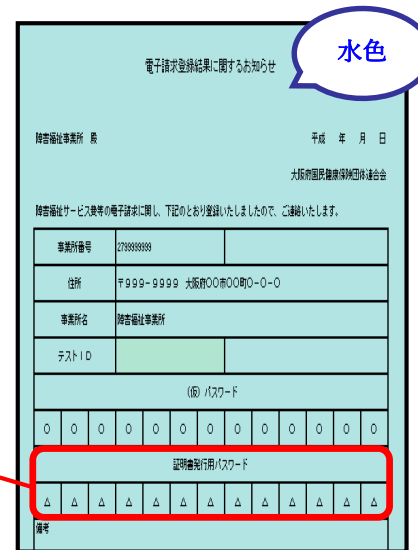 水色
電子請求登録結果に関するお知らせ
障害福祉事業所 殿
平成 年 月 日
大阪府国民健康保険団体連合会
障害福祉サービス費等の電子請求に関し、下記のとおり登録いたしましたので、ご連絡いたします。
事業所番号 2799999999
住所 〒999-9999 大阪府〇〇市〇〇町〇-〇-〇
事業所名 障害福祉事業所
テストID
(仮) パスワード
○ ○ ○ ○ ○ ○ ○ ○ ○ ○ ○ ○ ○
証明書発行用パスワード
△ △ △ △ △ △ △ △ △ △ △ △ △
備考